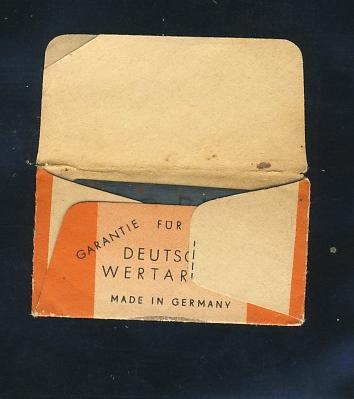 GARANTIE FÜR
DEUTSC
WERTAR
MADE IN GERMANY